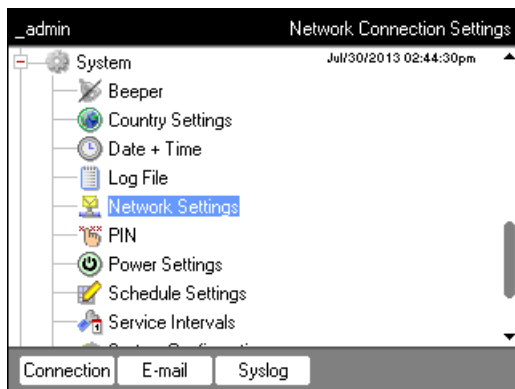 _admin Network Connection Settings
System Jul/30/2013 02:44:30pm
Beeper
Country Settings
Date + Time
Log File
Network Settings
PIN
Power Settings
Schedule Settings
Service Intervals
Connection E-mail Syslog